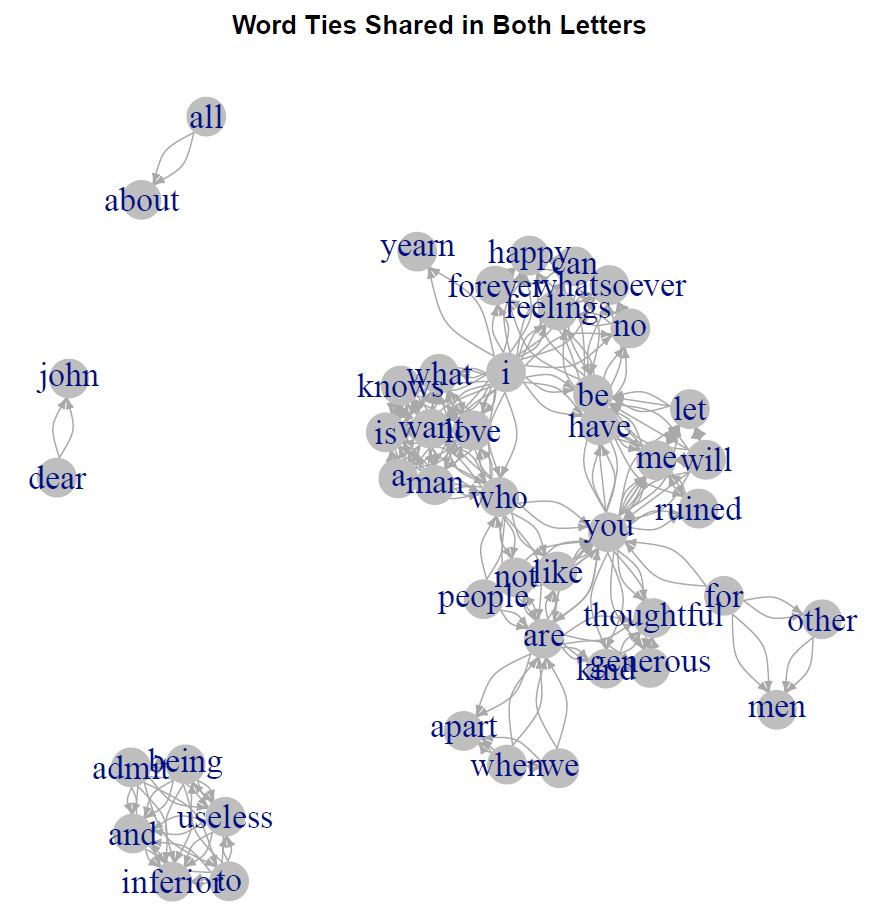 Word Ties Shared in Both Letters
all
about
yearn
happy
can
forever
whatsoever
feelings
no
john
what
i
knows
be
let
is
want
love
have
dear
a
man
me
will
who
ruined
you
not
like
people
for
thoughtful
other
are
kind
generous
men
apart
when
we
admit
being
useless
and
inferior
to